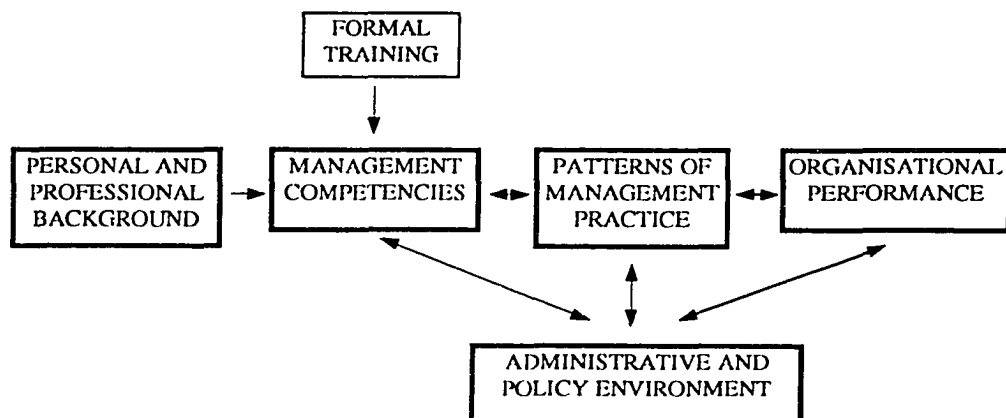 FORMAL
TRAINING
PERSONAL AND
PROFESSIONAL
BACKGROUND
MANAGEMENT
COMPETENCIES
PATTERNS OF
MANAGEMENT
PRACTICE
ORGANISATIONAL
PERFORMANCE
ADMINISTRATIVE AND
POLICY ENVIRONMENT